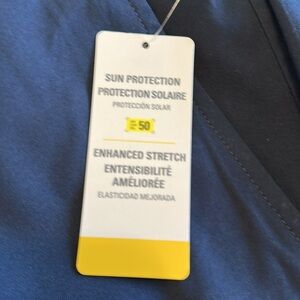 SUN PROTECTION
PROTECTION SOLAIRE
PROTECCIÓN SOLAR
50
ENHANCED STRETCH
ENTENSIBILITÉ
AMÉLIORÉE
ELASTICIDAD MEJORADA